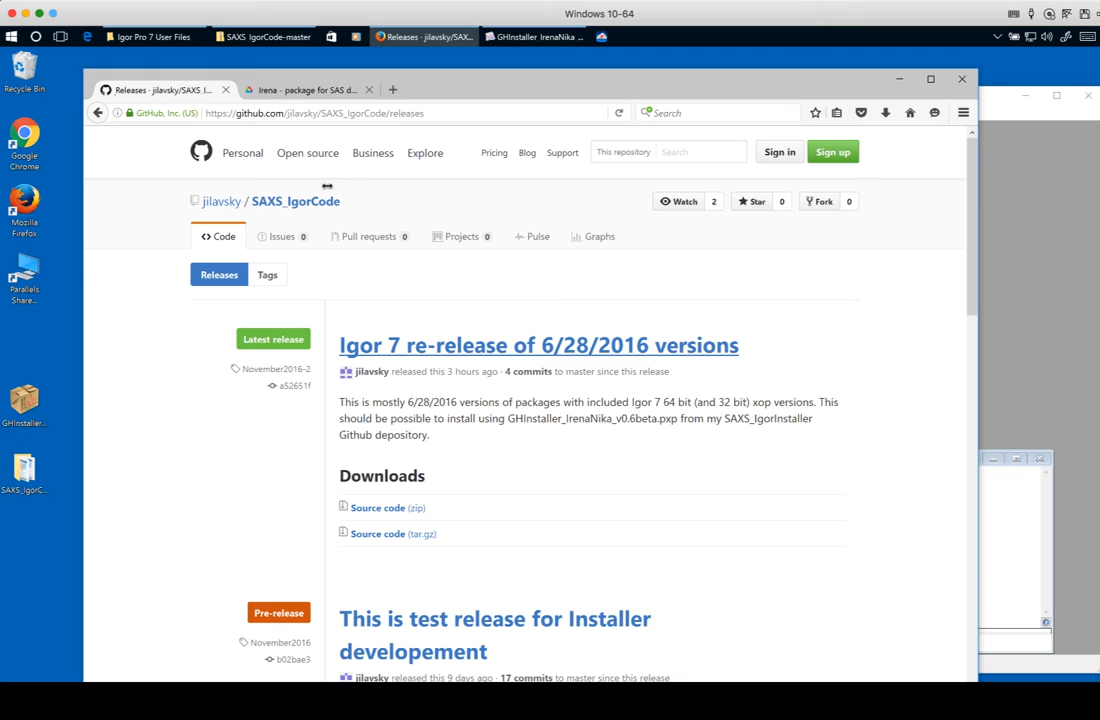 Windows 10-64
Igor Pro 7 User Files
SAXS IgorCode-master
Releases · jilavsky/SAX...
GHInstaller IrenaNika ...
Recycle Bin
Google Chrome
Mozilla Firefox
Parallels Share...
GHInstaller...
SAXS_IgorC...
Releases · jilavsky/SAXS_I...
Irena - package for SAS d...
GitHub, Inc. (US)
https://github.com/jilavsky/SAXS_IgorCode/releases
Search
Personal
Open source
Business
Explore
Pricing
Blog
Support
This repository
Search
Sign in
Sign up
jilavsky / SAXS_IgorCode
Watch 2
Star 0
Fork 0
Code
Issues 0
Pull requests 0
Projects 0
Pulse
Graphs
Releases
Tags
Latest release
November2016-2
a52651f
Igor 7 re-release of 6/28/2016 versions
jilavsky released this 3 hours ago · 4 commits to master since this release
This is mostly 6/28/2016 versions of packages with included Igor 7 64 bit (and 32 bit) xop versions. This
should be possible to install using GHInstaller_IrenaNika_v0.6beta.pxp from my SAXS_IgorInstaller
Github depository.
Downloads
Source code (zip)
Source code (tar.gz)
Pre-release
November2016
b02bae3
This is test release for Installer
developement
jilavsky released this 9 days ago · 17 commits to master since this release